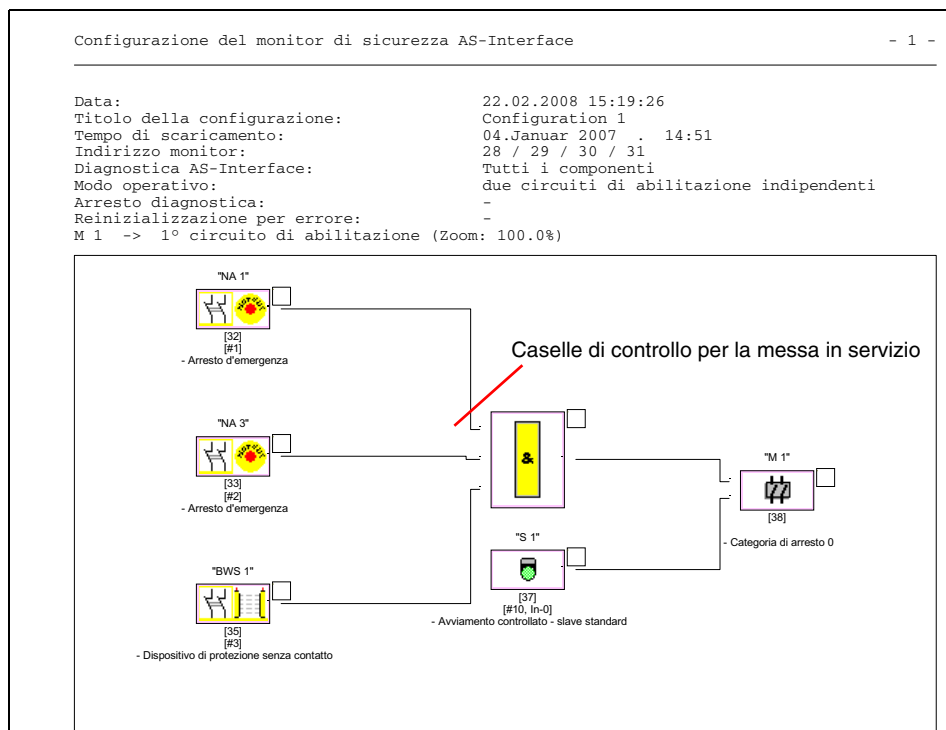 Configurazione del monitor di sicurezza AS-Interface - 1 -
Data: 22.02.2008 15:19:26
Titolo della configurazione: Configuration 1
Tempo di scaricamento: 04.Januar 2007 . 14:51
Indirizzo monitor: 28 / 29 / 30 / 31
Diagnostica AS-Interface: Tutti i componenti
Modo operativo: due circuiti di abilitazione indipendenti
Arresto diagnostica: -
Reinizializzazione per errore: -
M 1 -> 1º circuito di abilitazione (Zoom: 100.0%)
"NA 1"
NOT-AUS
[32]
[#1]
- Arresto d'emergenza
Caselle di controllo per la messa in servizio
"NA 3"
NOT-AUS
[33]
[#2]
- Arresto d'emergenza
&
"M 1"
[38]
- Categoria di arresto 0
"S 1"
[37]
[#10, In-0]
- Avviamento controllato - slave standard
"BWS 1"
[35]
[#3]
- Dispositivo di protezione senza contatto